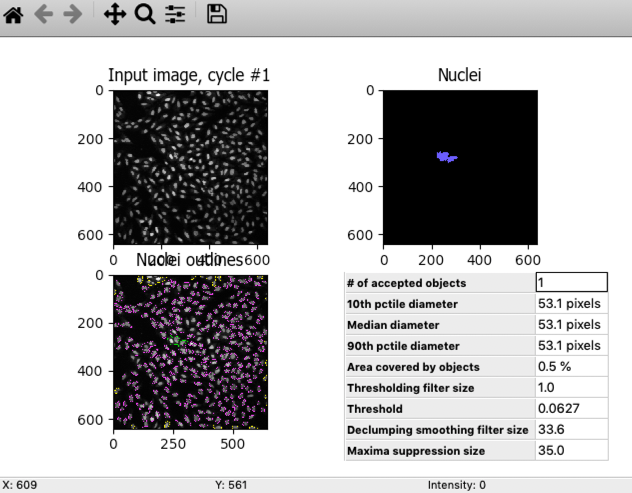 Input image, cycle #1
Nuclei
0
200
400
600
0 200 400 600
0
200
400
600
0 200 400 600
Nuclei outlines
0
200
400
600
0 250 500
# of accepted objects 1
10th pctile diameter 53.1 pixels
Median diameter 53.1 pixels
90th pctile diameter 53.1 pixels
Area covered by objects 0.5 %
Thresholding filter size 1.0
Threshold 0.0627
Declumping smoothing filter size 33.6
Maxima suppression size 35.0
X: 609 Y: 561 Intensity: 0